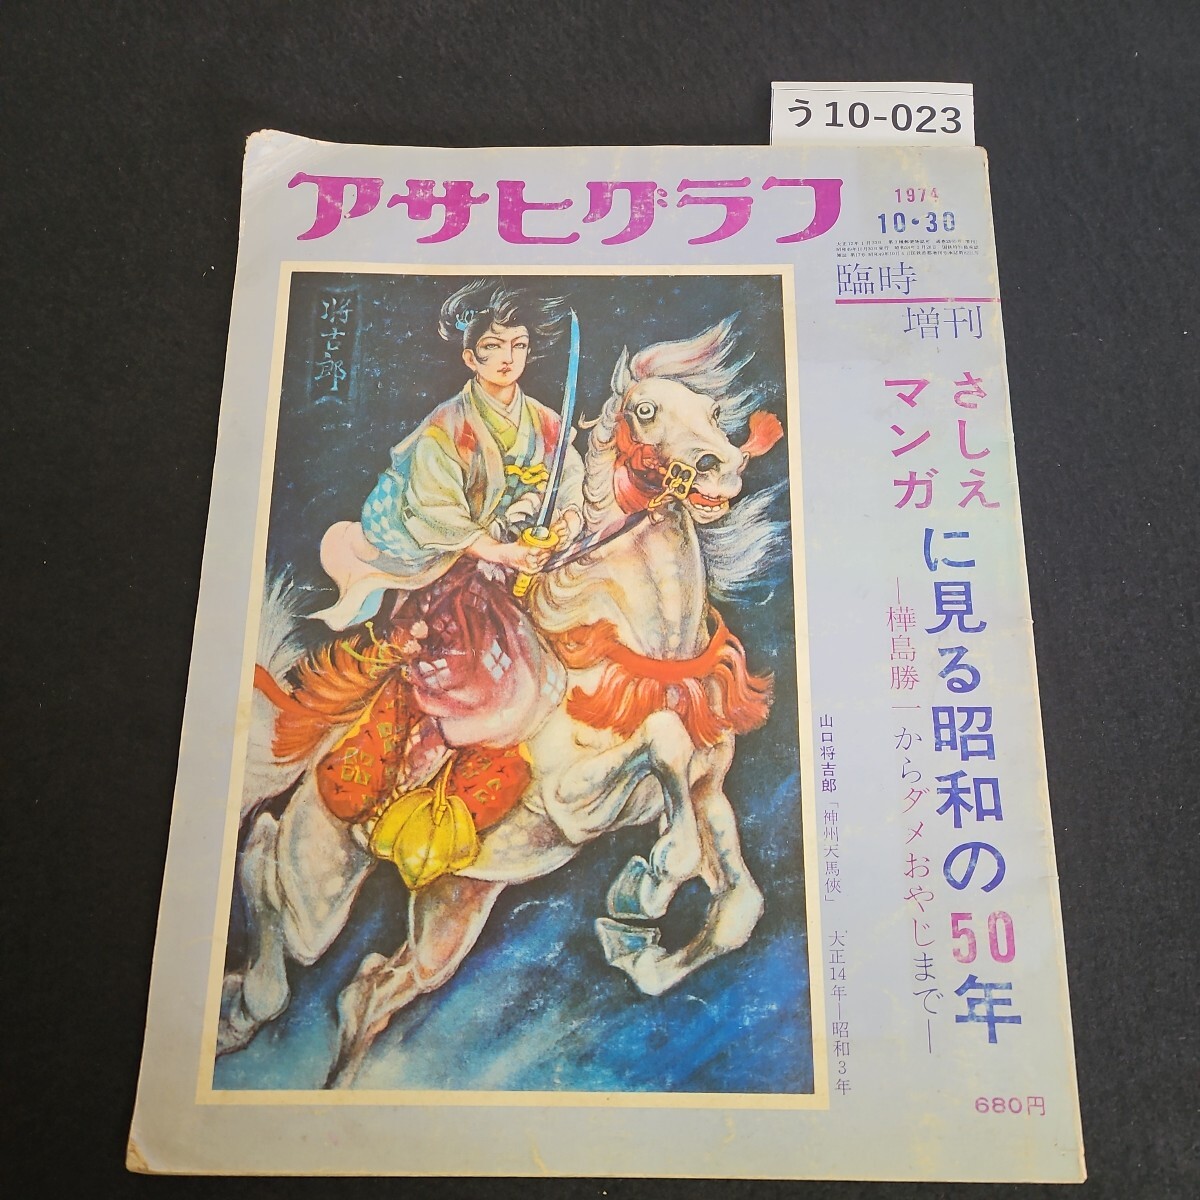 う10-023
アサヒグラフ
1974
10・30
臨時
増刊
さしえ
マンガ
に見る昭和の50年
―樺島勝一からダメおやじまで―
山口将吉郎「神州天馬侠」 大正14年―昭和3年
680円
将吉郎